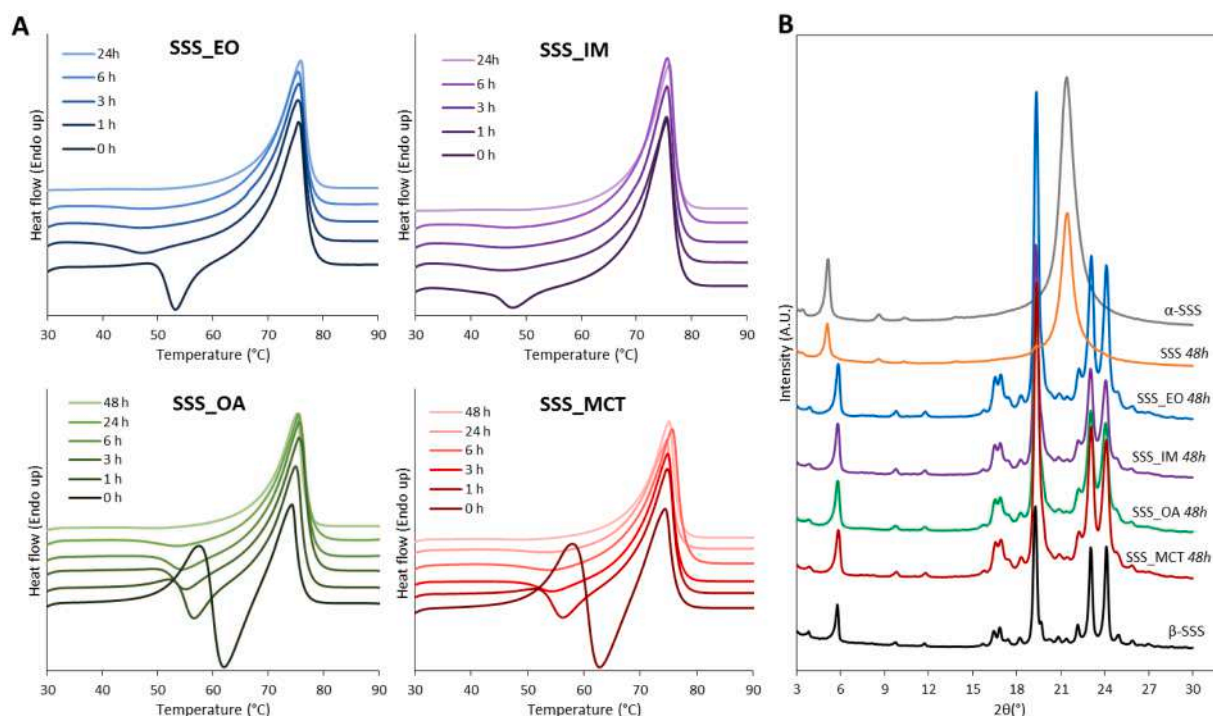 A
SSS_EO
24h
6 h
3 h
1 h
0 h
Heat flow (Endo up)
30 40 50 60 70 80 90
Temperature (°C)
SSS_IM
24h
6 h
3 h
1 h
0 h
Heat flow (Endo up)
30 40 50 60 70 80 90
Temperature (°C)
SSS_OA
48 h
24 h
6 h
3 h
1 h
0 h
Heat flow (Endo up)
30 40 50 60 70 80 90
Temperature (°C)
SSS_MCT
48 h
24 h
6 h
3 h
1 h
0 h
Heat flow (Endo up)
30 40 50 60 70 80 90
Temperature (°C)
B
Intensity (A.U.)
α-SSS
SSS 48h
SSS_EO 48h
SSS_IM 48h
SSS_OA 48h
SSS_MCT 48h
β-SSS
3 6 9 12 15 18 21 24 27 30
2θ(°)